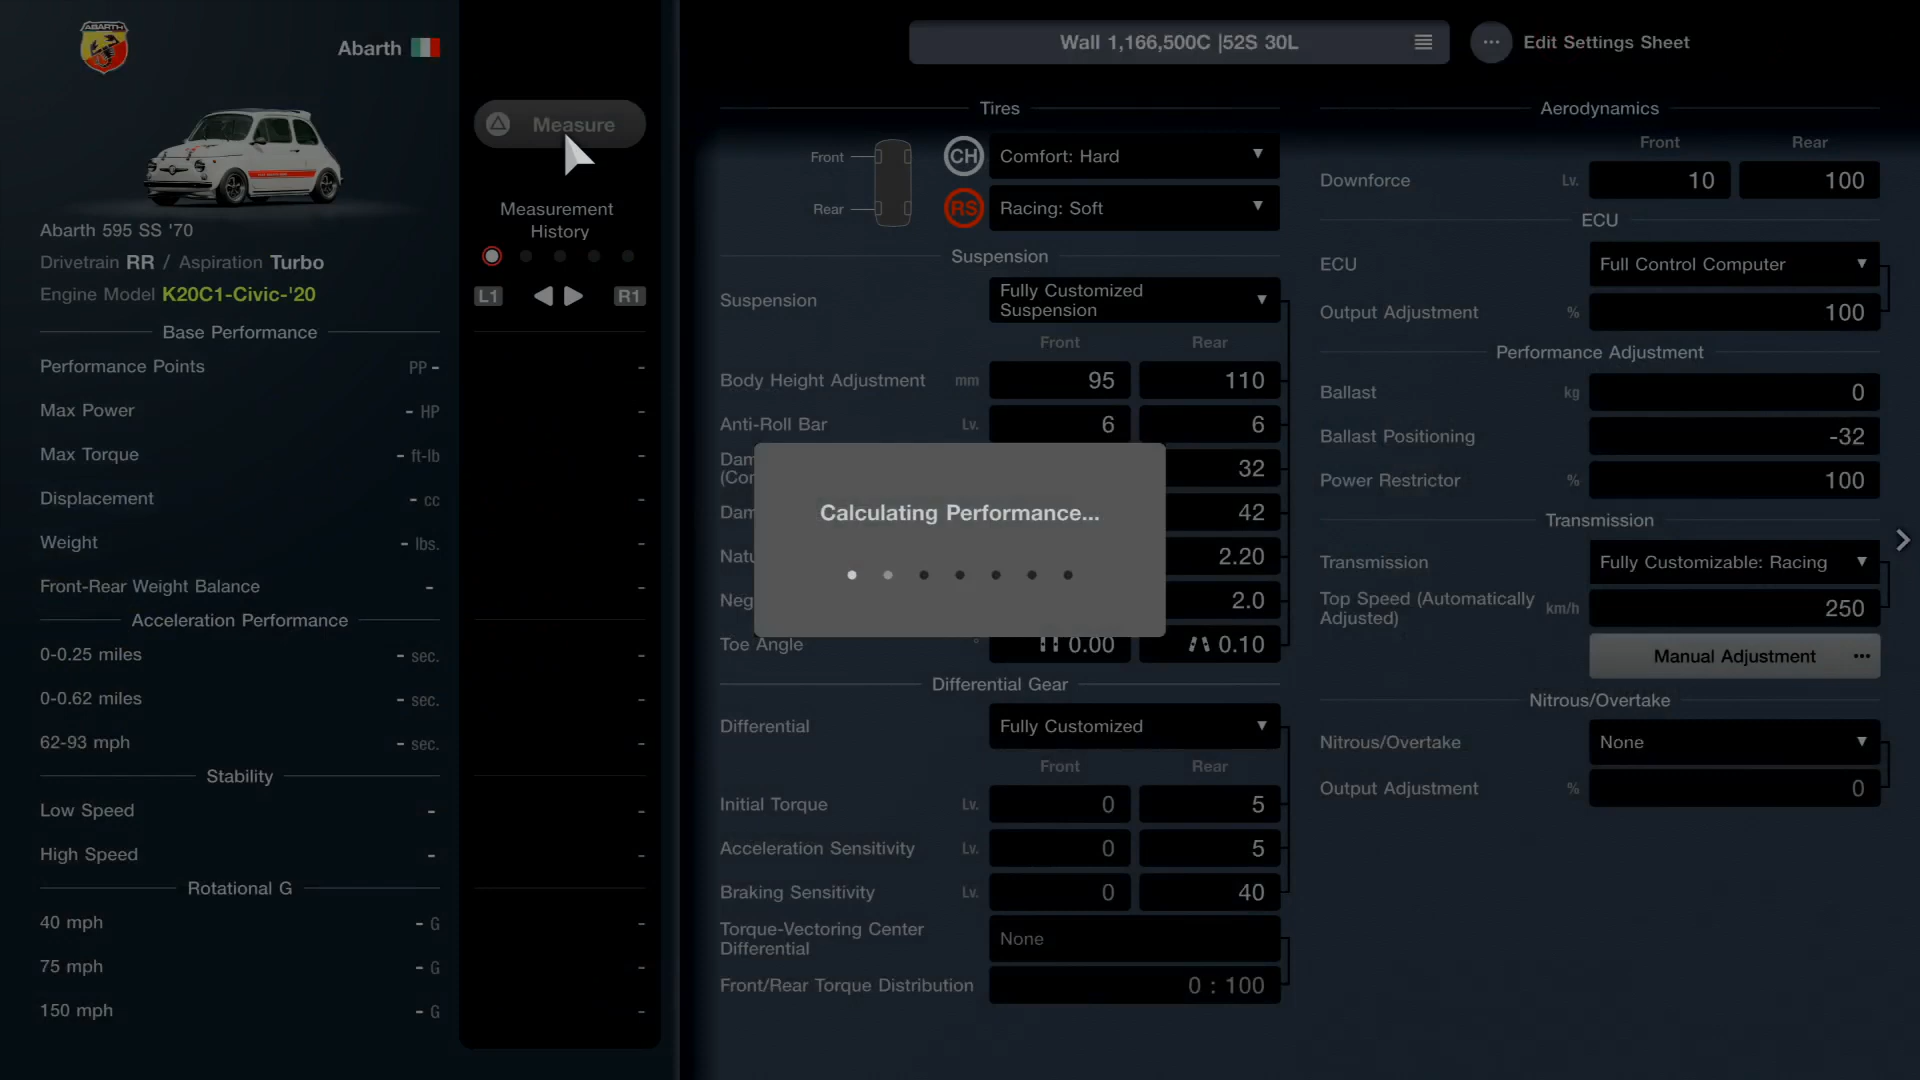 ABARTH
Abarth
Abarth 595 SS '70
Drivetrain RR / Aspiration Turbo
Engine Model K20C1-Civic-'20
Base Performance
Performance Points PP -
Max Power - HP
Max Torque - ft-lb
Displacement - cc
Weight - lbs.
Front-Rear Weight Balance -
Acceleration Performance
0-0.25 miles - sec.
0-0.62 miles - sec.
62-93 mph - sec.
Stability
Low Speed -
High Speed -
Rotational G
40 mph - G
75 mph - G
150 mph - G
Measure
Measurement
History
L1 R1
-
-
-
-
-
-
-
-
-
-
-
-
-
-
Wall 1,166,500C |52S 30L
Edit Settings Sheet
Tires
Front CH Comfort: Hard
Rear RS Racing: Soft
Suspension
Suspension Fully Customized
Suspension
Front Rear
Body Height Adjustment mm 95 110
Anti-Roll Bar Lv. 6 6
Dam
(Cor 32
Dam 42
Natu 2.20
Neg 2.0
Toe Angle ° 0.00 0.10
Calculating Performance...
Differential Gear
Differential Fully Customized
Front Rear
Initial Torque Lv. 0 5
Acceleration Sensitivity Lv. 0 5
Braking Sensitivity Lv. 0 40
Torque-Vectoring Center
Differential None
Front/Rear Torque Distribution 0 : 100
Aerodynamics
Front Rear
Downforce Lv. 10 100
ECU
ECU Full Control Computer
Output Adjustment % 100
Performance Adjustment
Ballast kg 0
Ballast Positioning -32
Power Restrictor % 100
Transmission
Transmission Fully Customizable: Racing
Top Speed (Automatically
Adjusted) km/h 250
Manual Adjustment ...
Nitrous/Overtake
Nitrous/Overtake None
Output Adjustment % 0